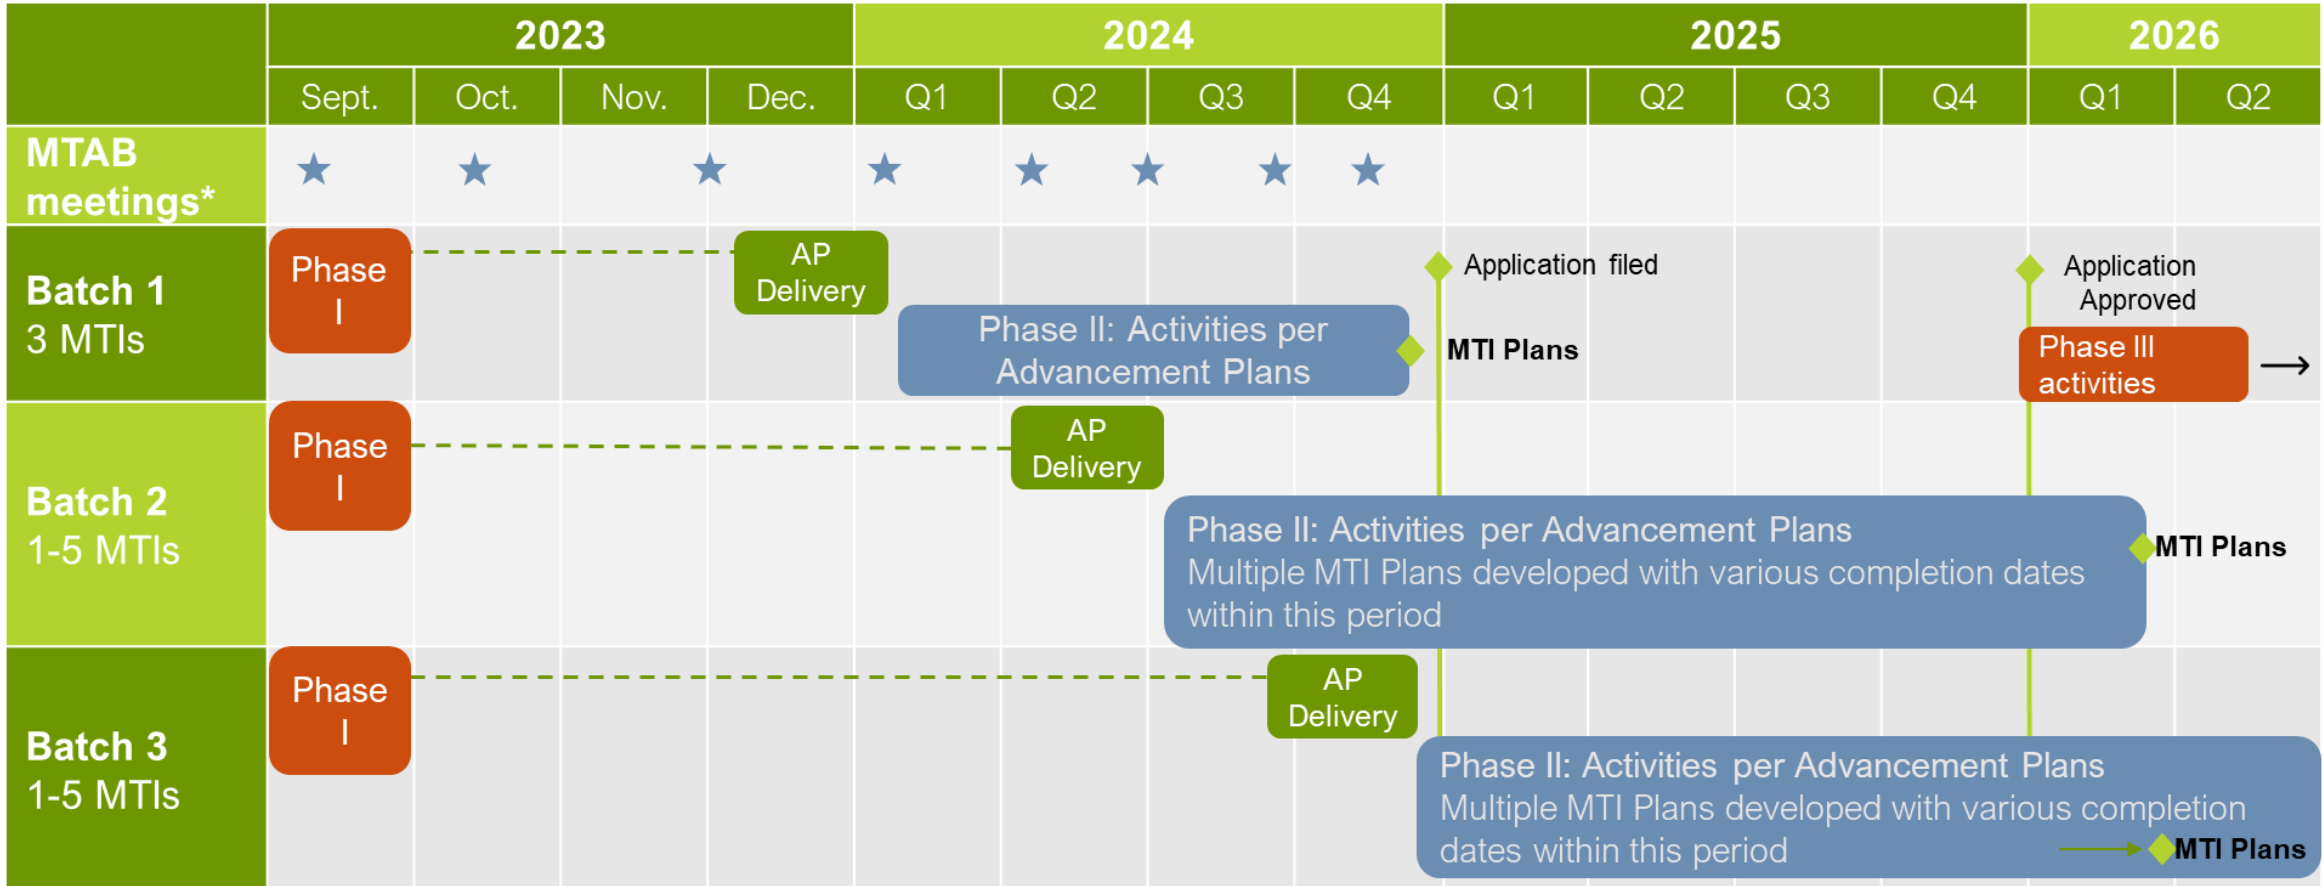 2023 2024 2025 2026
Sept. Oct. Nov. Dec. Q1 Q2 Q3 Q4 Q1 Q2 Q3 Q4 Q1 Q2
MTAB
meetings*
Batch 1
3 MTIs
Phase
I
AP
Delivery
Phase II: Activities per
Advancement Plans
Application filed
MTI Plans
Application
Approved
Phase III
activities
Batch 2
1-5 MTIs
Phase
I
AP
Delivery
Phase II: Activities per Advancement Plans
Multiple MTI Plans developed with various completion dates
within this period
MTI Plans
Batch 3
1-5 MTIs
Phase
I
AP
Delivery
Phase II: Activities per Advancement Plans
Multiple MTI Plans developed with various completion
dates within this period
MTI Plans